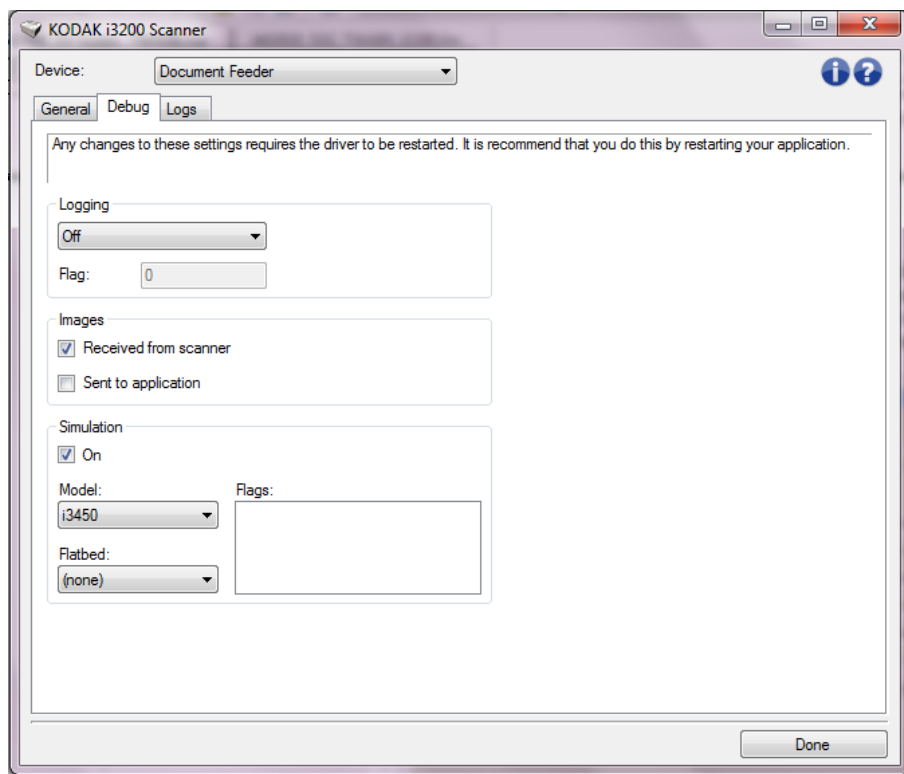 KODAK i3200 Scanner
Device: Document Feeder
General Debug Logs
Any changes to these settings requires the driver to be restarted. It is recommend that you do this by restarting your application.
Logging
Off
Flag: 0
Images
Received from scanner
Sent to application
Simulation
On
Model: Flags:
i3450
Flatbed:
(none)
Done